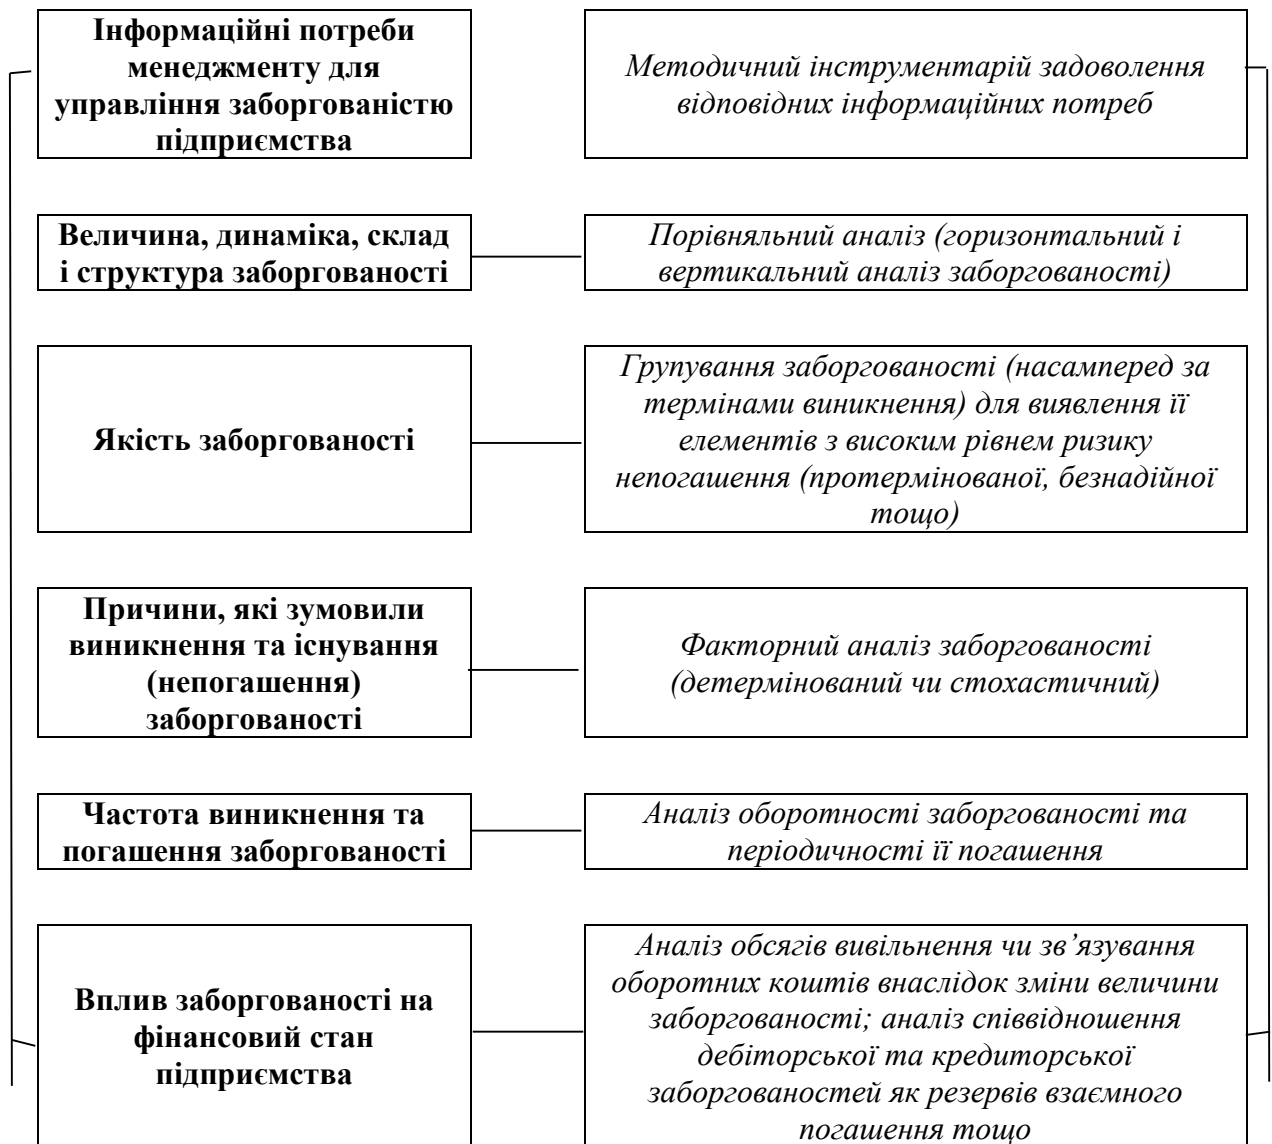 Інформаційні потреби
менеджменту для
управління заборгованістю
підприємства
Методичний інструментарій задоволення
відповідних інформаційних потреб
Величина, динаміка, склад
і структура заборгованості
Порівняльний аналіз (горизонтальний і
вертикальний аналіз заборгованості)
Якість заборгованості
Групування заборгованості (насамперед за
термінами виникнення) для виявлення її
елементів з високим рівнем ризику
непогашення (протермінованої, безнадійної
тощо)
Причини, які зумовили
виникнення та існування
(непогашення)
заборгованості
Факторний аналіз заборгованості
(детермінований чи стохастичний)
Частота виникнення та
погашення заборгованості
Аналіз оборотності заборгованості та
періодичності її погашення
Вплив заборгованості на
фінансовий стан
підприємства
Аналіз обсягів вивільнення чи зв’язування
оборотних коштів внаслідок зміни величини
заборгованості; аналіз співвідношення
дебіторської та кредиторської
заборгованостей як резервів взаємного
погашення тощо